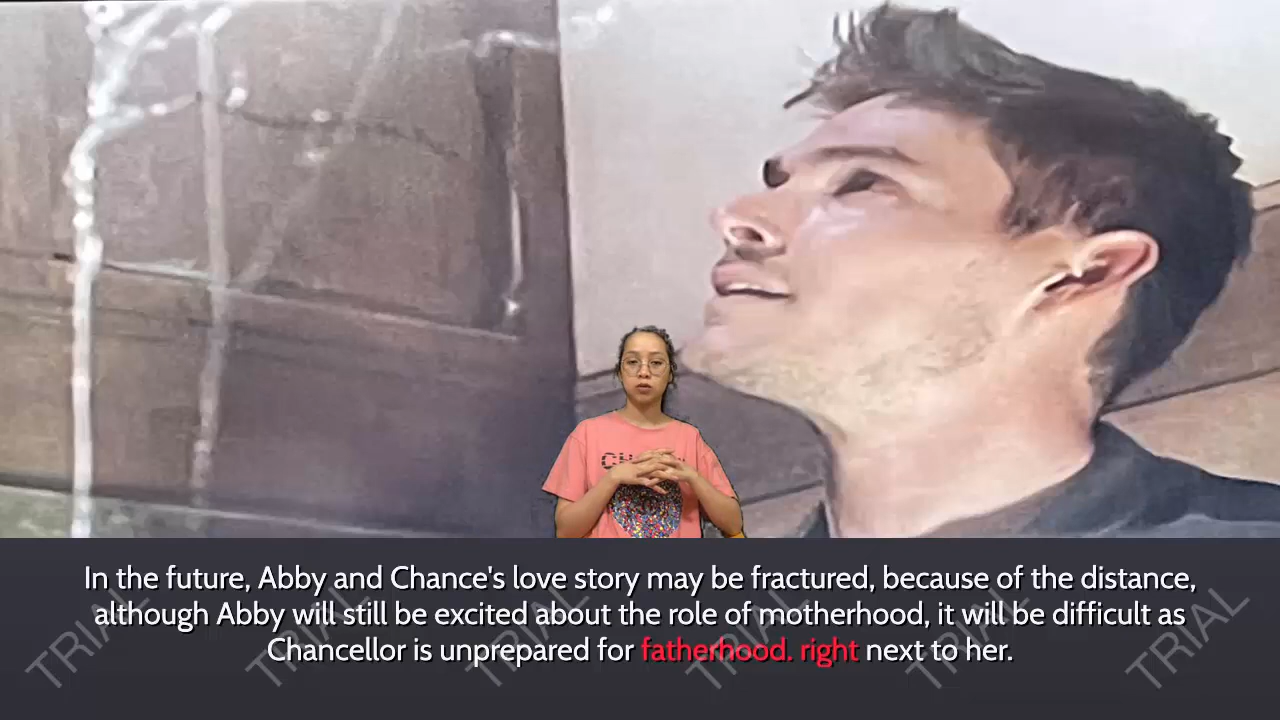 In the future, Abby and Chance's love story may be fractured, because of the distance,
although Abby will still be excited about the role of motherhood, it will be difficult as
Chancellor is unprepared for fatherhood. right next to her.
TRIAL TRIAL TRIAL TRIAL TRIAL TRIAL